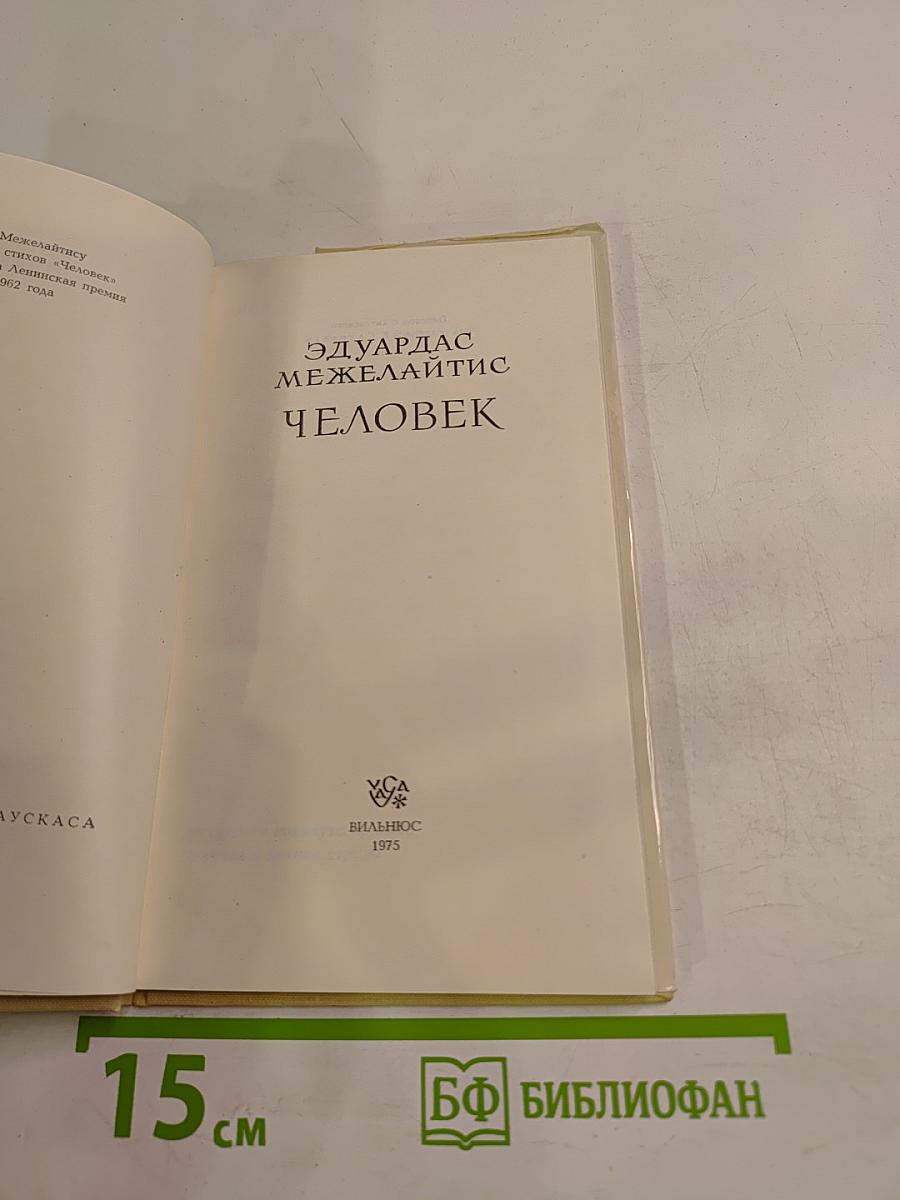 Межелайтису
стихов «Человек»
Ленинская премия
962 года
АУСКАСА
ЭДУАРДАС
МЕЖЕЛАЙТИС
ЧЕЛОВЕК
VAGA
ВИЛЬНЮС
1975
15 см
БФ БИБЛИОФАН